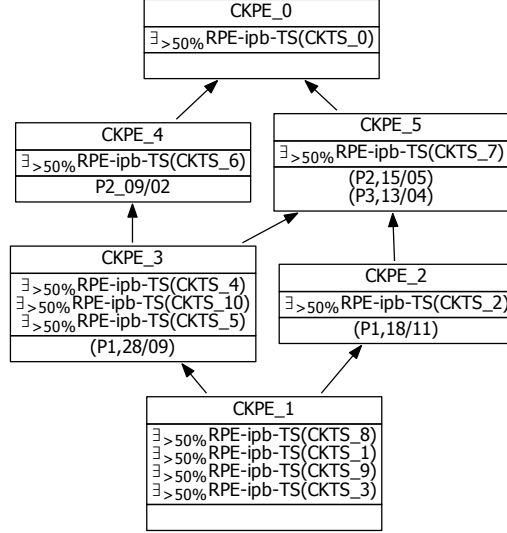 CKPE_0
∃>50%RPE-ipb-TS(CKTS_0)
CKPE_4
∃>50%RPE-ipb-TS(CKTS_6)
P2_09/02
CKPE_5
∃>50%RPE-ipb-TS(CKTS_7)
(P2,15/05)
(P3,13/04)
CKPE_3
∃>50%RPE-ipb-TS(CKTS_4)
∃>50%RPE-ipb-TS(CKTS_10)
∃>50%RPE-ipb-TS(CKTS_5)
(P1,28/09)
CKPE_2
∃>50%RPE-ipb-TS(CKTS_2)
(P1,18/11)
CKPE_1
∃>50%RPE-ipb-TS(CKTS_8)
∃>50%RPE-ipb-TS(CKTS_1)
∃>50%RPE-ipb-TS(CKTS_9)
∃>50%RPE-ipb-TS(CKTS_3)